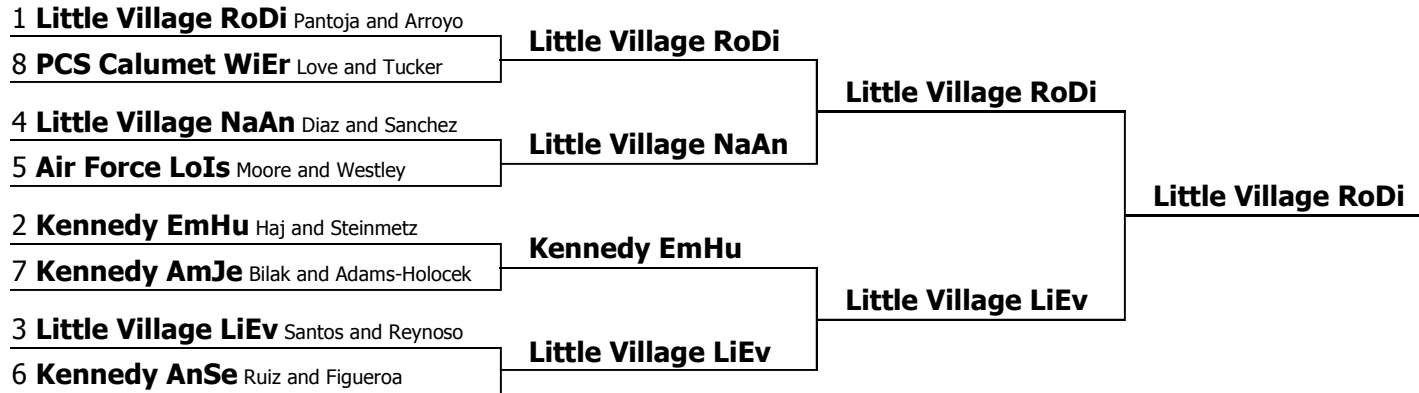 1 Little Village RoDi Pantoja and Arroyo
8 PCS Calumet WiEr Love and Tucker
4 Little Village NaAn Diaz and Sanchez
5 Air Force LoIs Moore and Westley
2 Kennedy EmHu Haj and Steinmetz
7 Kennedy AmJe Bilak and Adams-Holocek
3 Little Village LiEv Santos and Reynoso
6 Kennedy AnSe Ruiz and Figueroa
Little Village RoDi
Little Village NaAn
Kennedy EmHu
Little Village LiEv
Little Village RoDi
Little Village LiEv
Little Village RoDi